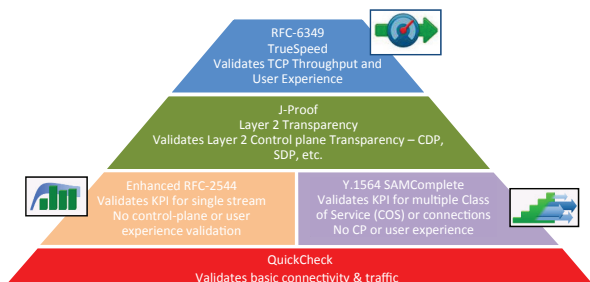 RFC-6349
TrueSpeed
Validates TCP Throughput and
User Experience
J-Proof
Layer 2 Transparency
Validates Layer 2 Control plane Transparency – CDP,
SDP, etc.
Enhanced RFC-2544
Validates KPI for single stream
No control-plane or user
experience validation
Y.1564 SAMComplete
Validates KPI for multiple Class
of Service (COS) or connections
No CP or user experience
QuickCheck
Validates basic connectivity & traffic